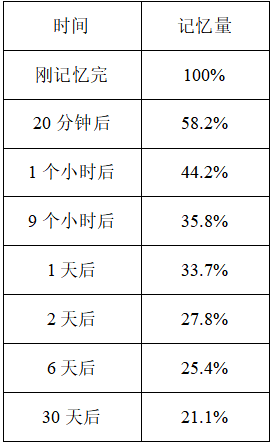 时间 记忆量
刚记忆完 100%
20 分钟后 58.2%
1 个小时后 44.2%
9 个小时后 35.8%
1 天后 33.7%
2 天后 27.8%
6 天后 25.4%
30 天后 21.1%